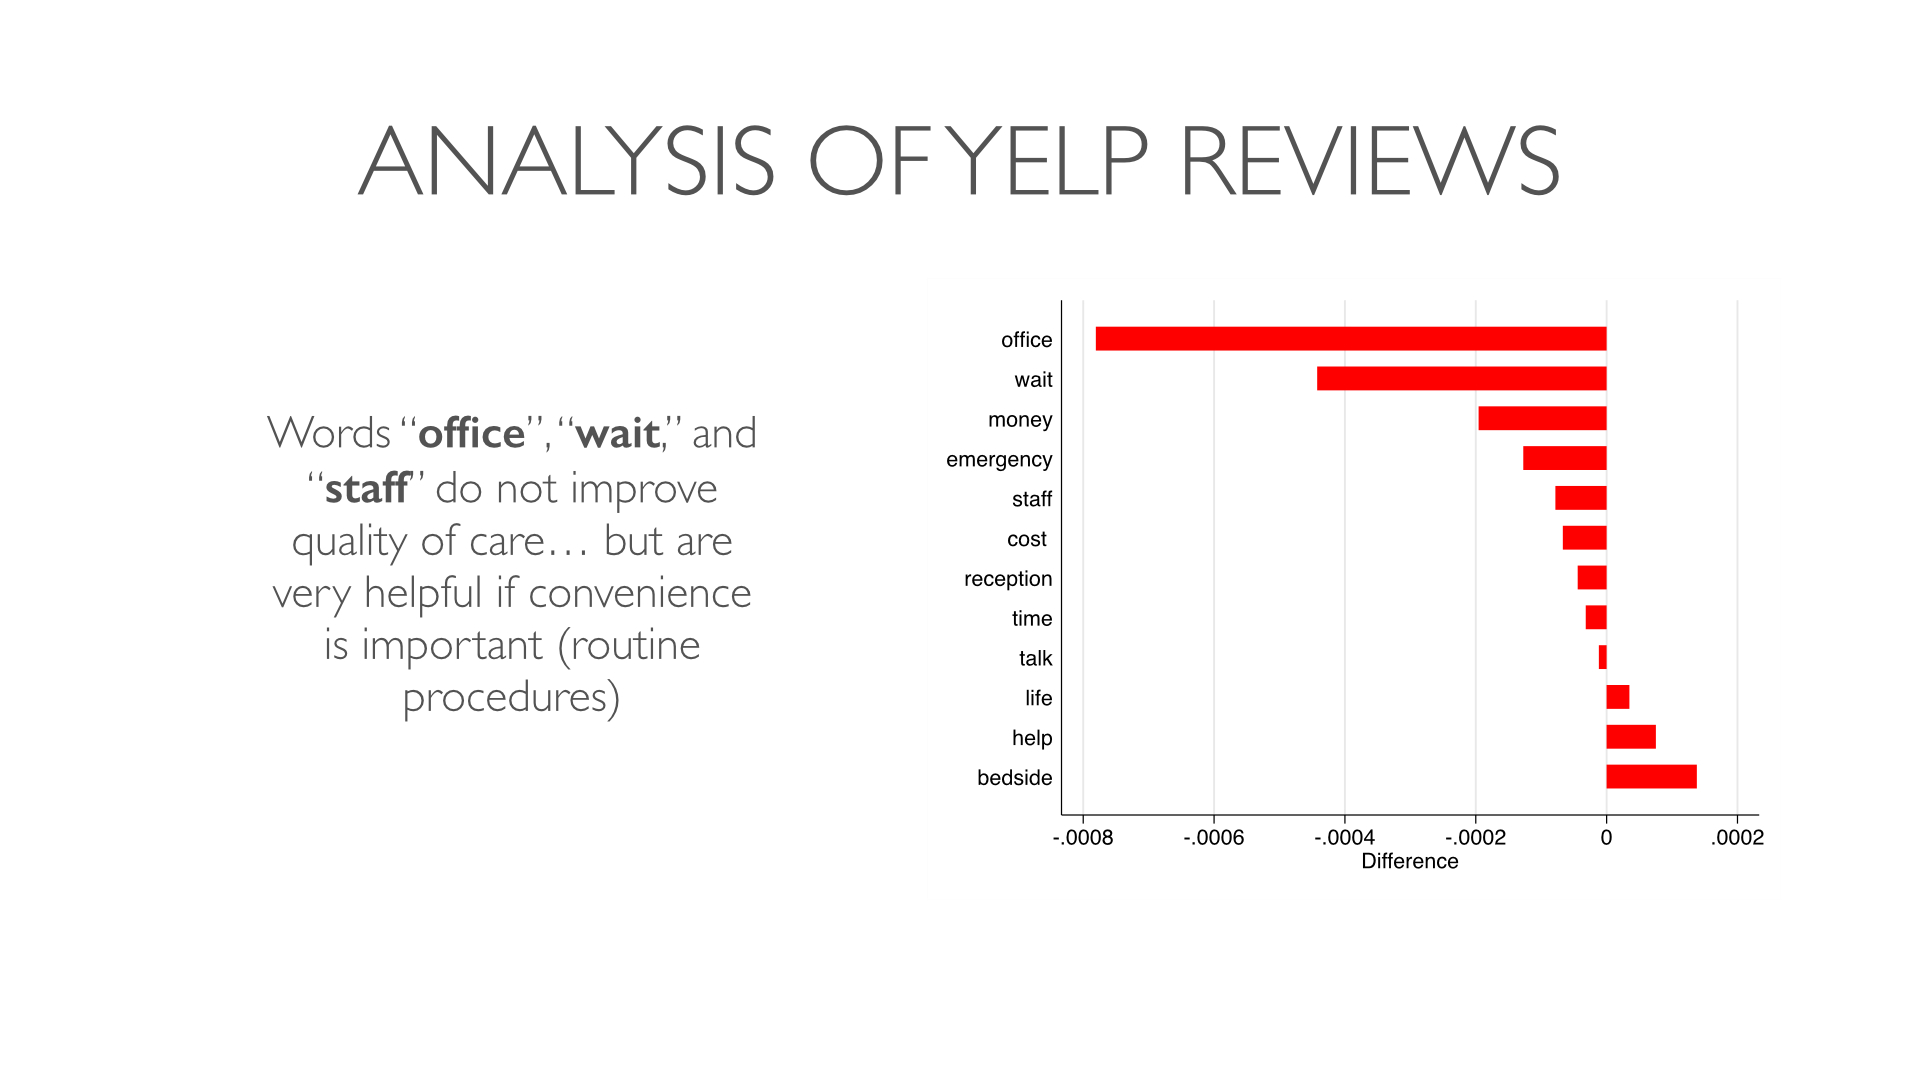 ANALYSIS OF YELP REVIEWS
Words “office”, “wait,” and
“staff” do not improve
quality of care… but are
very helpful if convenience
is important (routine
procedures)
office
wait
money
emergency
staff
cost
reception
time
talk
life
help
bedside
-.0008 -.0006 -.0004 -.0002 0 .0002
Difference